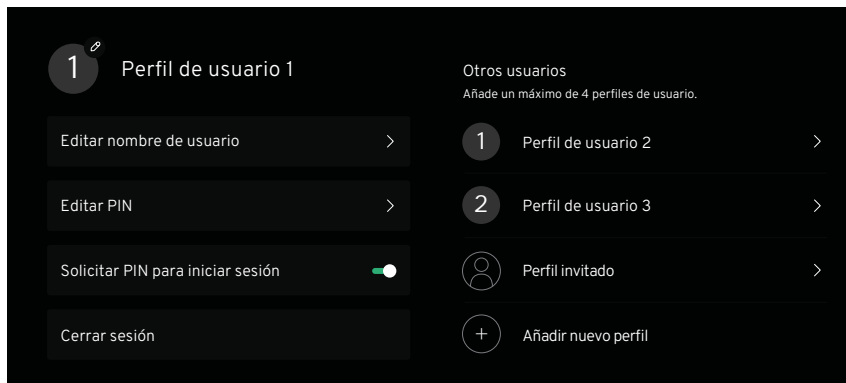 1
Perfil de usuario 1
Editar nombre de usuario
Editar PIN
Solicitar PIN para iniciar sesión
Cerrar sesión
Otros usuarios
Añade un máximo de 4 perfiles de usuario.
1 Perfil de usuario 2
2 Perfil de usuario 3
Perfil invitado
Añadir nuevo perfil